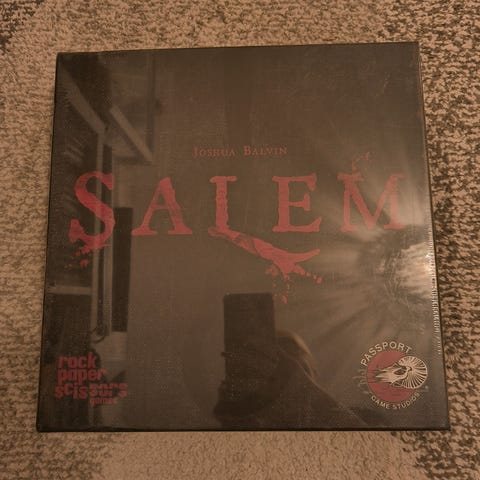 JOSHUA BALVIN
SALEM
rock
paper
scissors
games
PASSPORT
GAME STUDIOS